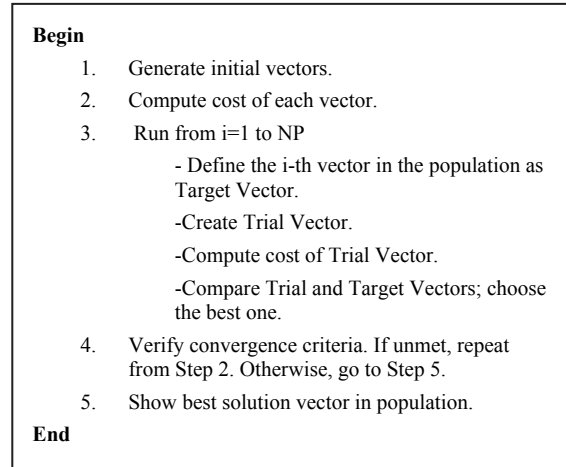 Begin
1. Generate initial vectors.
2. Compute cost of each vector.
3. Run from i=1 to NP
- Define the i-th vector in the population as
Target Vector.
-Create Trial Vector.
-Compute cost of Trial Vector.
-Compare Trial and Target Vectors; choose
the best one.
4. Verify convergence criteria. If unmet, repeat
from Step 2. Otherwise, go to Step 5.
5. Show best solution vector in population.
End